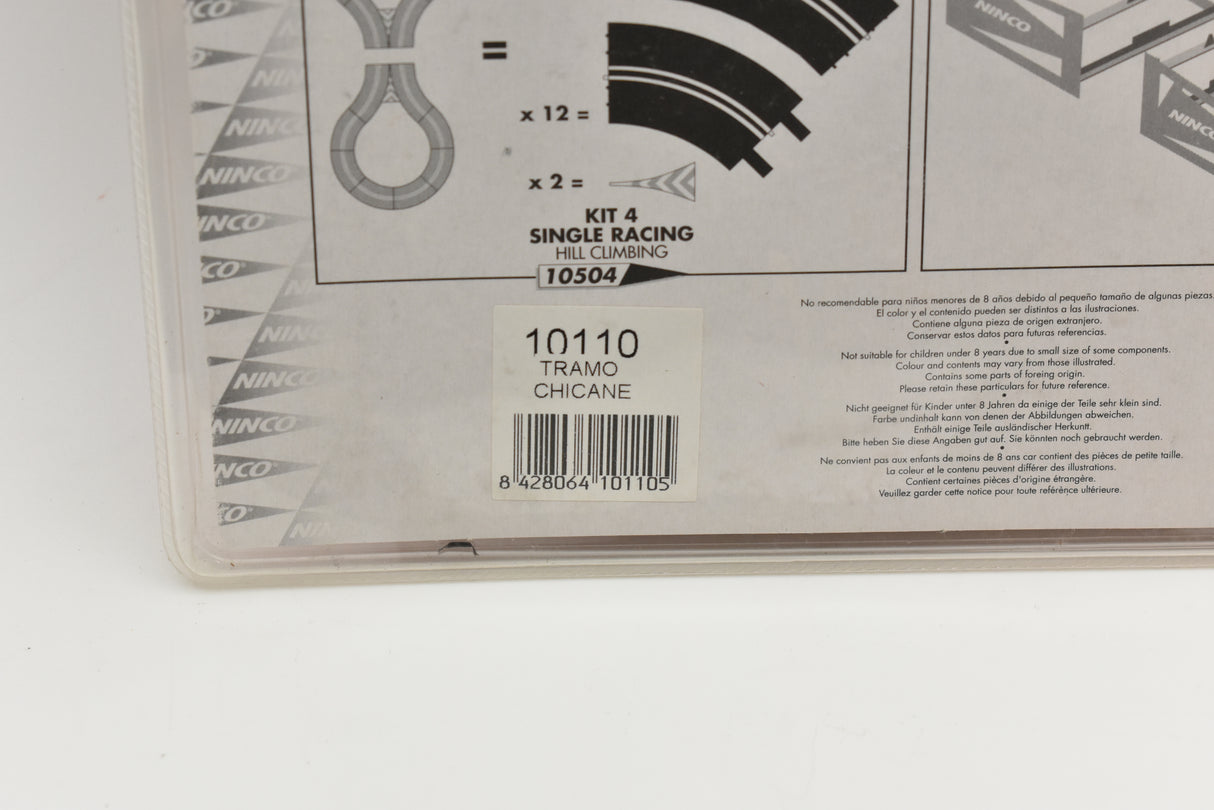 NINCO
NINCO
=
x 12 =
x 2 =
KIT 4
SINGLE RACING
HILL CLIMBING
10504
NINCO
NINCO
NINCO
NINCO
NINCO
NINCO
NINCO
10110
TRAMO
CHICANE
8 428064 101105
No recomendable para niños menores de 8 años debido al pequeño tamaño de algunas piezas.
El color y el contenido pueden ser distintos a las ilustraciones.
Contiene alguna pieza de origen extranjero.
Conservar estos datos para futuras referencias.
•
Not suitable for children under 8 years due to small size of some components.
Colour and contents may vary from those illustrated.
Contains some parts of foreing origin.
Please retain these particulars for future reference.
•
Nicht geeignet für Kinder unter 8 Jahren da einige der Teile sehr klein sind.
Farbe undinhalt kann von denen der Abbildungen abweichen.
Enthält einige Teile ausländischer Herkunft.
Bitte heben Sie diese Angaben gut auf. Sie könnten noch gebraucht werden.
•
Ne convient pas aux enfants de moins de 8 ans car contient des pièces de petite taille.
La coleur et le contenu peuvent différer des illustrations.
Contient certaines pièces d'origine étrangère.
Veuillez garder cette notice pour toute refèrènce ultérieure.